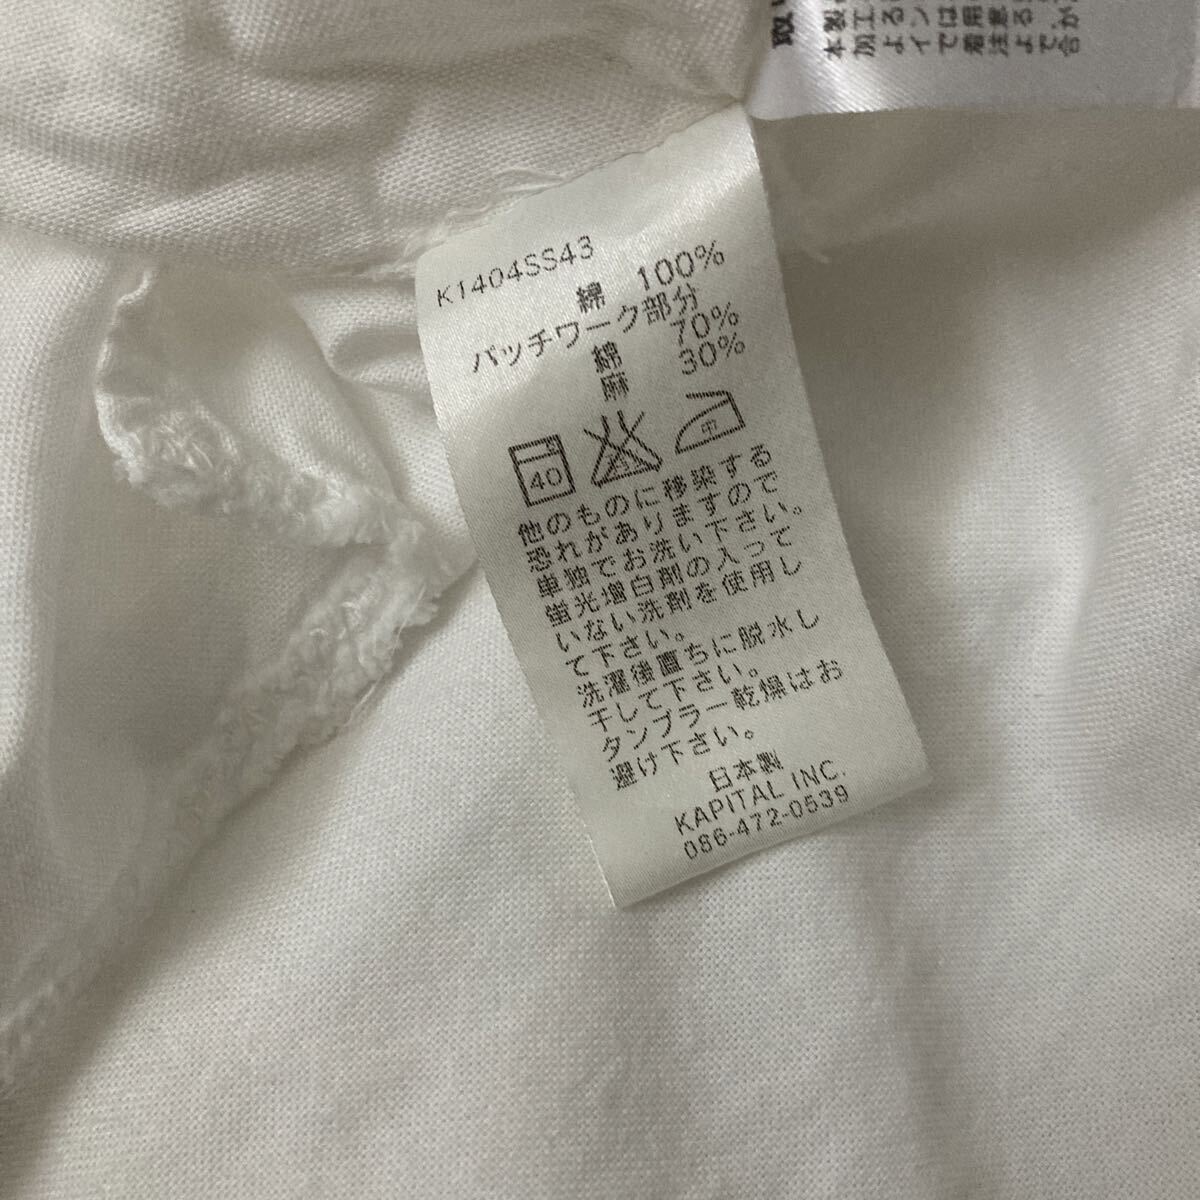 K1404SS43
綿 100%
パッチワーク部分
綿 70%
麻 30%
40
中
他のものに移染する
恐れがありますので
単独でお洗い下さい。
蛍光増白剤の入って
いない洗剤を使用し
て下さい。
洗濯後直ちに脱水し
干して下さい。
タンブラー乾燥はお
避け下さい。
日本製
KAPITAL INC.
086-472-0539